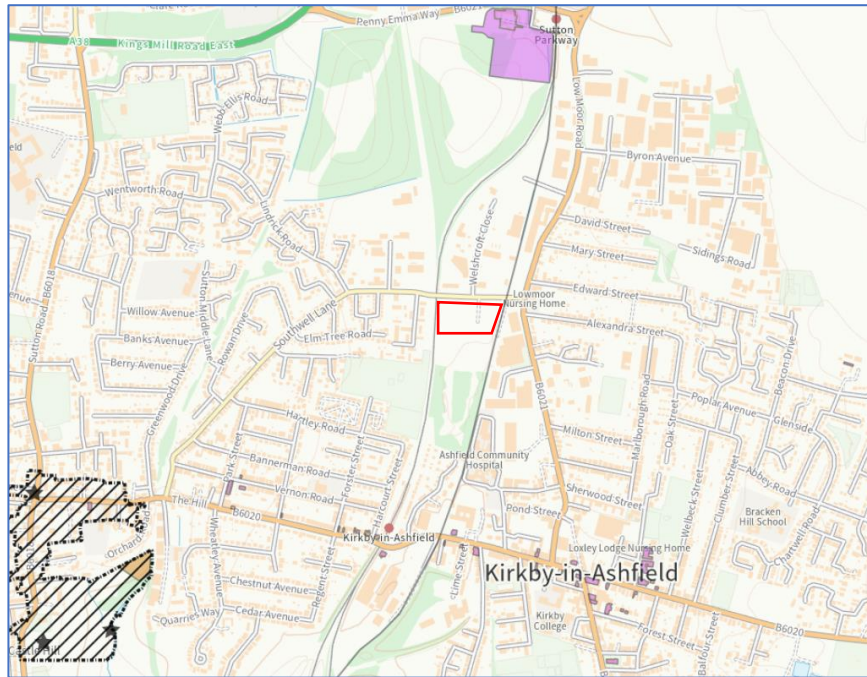 Penny Emma Way
B6021
A38
Kings Mill Road East
Sutton
Parkway
Low Moor Road
Webb Ellis Road
Byron Avenue
Wentworth Road
Lindrick Road
David Street
Mary Street
Sidings Road
Welshcroft Close
Sutton Road B6018
Sutton Middle Lane
Willow Avenue
Banks Avenue
Berry Avenue
Rowan Drive
Southwell Lane
Elm Tree Road
Lowmoor
Nursing Home
Edward Street
Alexandra Street
Beacon Drive
Greenwood Drive
B6021
Marlborough Road
Oak Street
Poplar Avenue
Glenside
Hartley Road
Bannerman Road
Vernon Road
Forster Street
Harcourt Street
Milton Street
Ashfield Community
Hospital
Abbey Road
The Hill
B6020
Kirkby-in-Ashfield
Pond Street
Sherwood Street
Welbeck Street
Clumber Street
Bracken
Hill School
Chartwell Road
Orchard Road
Wheatley Avenue
Chestnut Avenue
Regent Street
Lime Street
Loxley Lodge Nursing Home
Kirkby-in-Ashfield
Quarries Way
Cedar Avenue
Kirkby
College
Forest Street
Balfour Street
B6020
Castle Hill